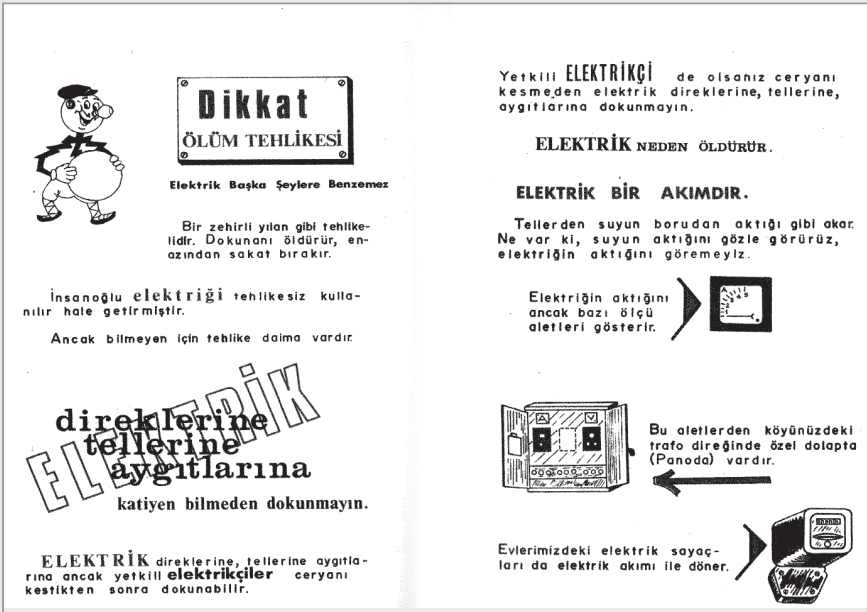 Dikkat
ÖLÜM TEHLİKESİ
Elektrik Başka Şeylere Benzemez
Bir zehirli yılan gibi tehlike-
lidir. Dokunanı öldürür, en-
azından sakat bırakır.
İnsanoğlu elektriği tehlikesiz kulla-
nılır hale getirmiştir.
Ancak bilmeyen için tehlike daima vardır.
ELEKTRİK
direklerine
tellerine
aygıtlarına
katiyen bilmeden dokunmayın.
ELEKTRİK direklerine, tellerine aygıtla-
rına ancak yetkili elektrikçiler ceryanı
kestikten sonra dokunabilir.
Yetkili ELEKTRİKÇİ de olsanız ceryanı
kesmeden elektrik direklerine, tellerine,
aygıtlarına dokunmayın.
ELEKTRİK NEDEN ÖLDÜRÜR.
ELEKTRİK BİR AKIMDIR.
Tellerden suyun borudan aktığı gibi akar.
Ne var ki, suyun aktığını gözle görürüz,
elektriğin aktığını göremeyiz.
Elektriğin aktığını
ancak bazı ölçü
aletleri gösterir.
Bu aletlerden köyünüzdeki
trafo direğinde özel dolapta
(Panoda) vardır.
Evlerimizdeki elektrik sayaç-
ları da elektrik akımı ile döner.